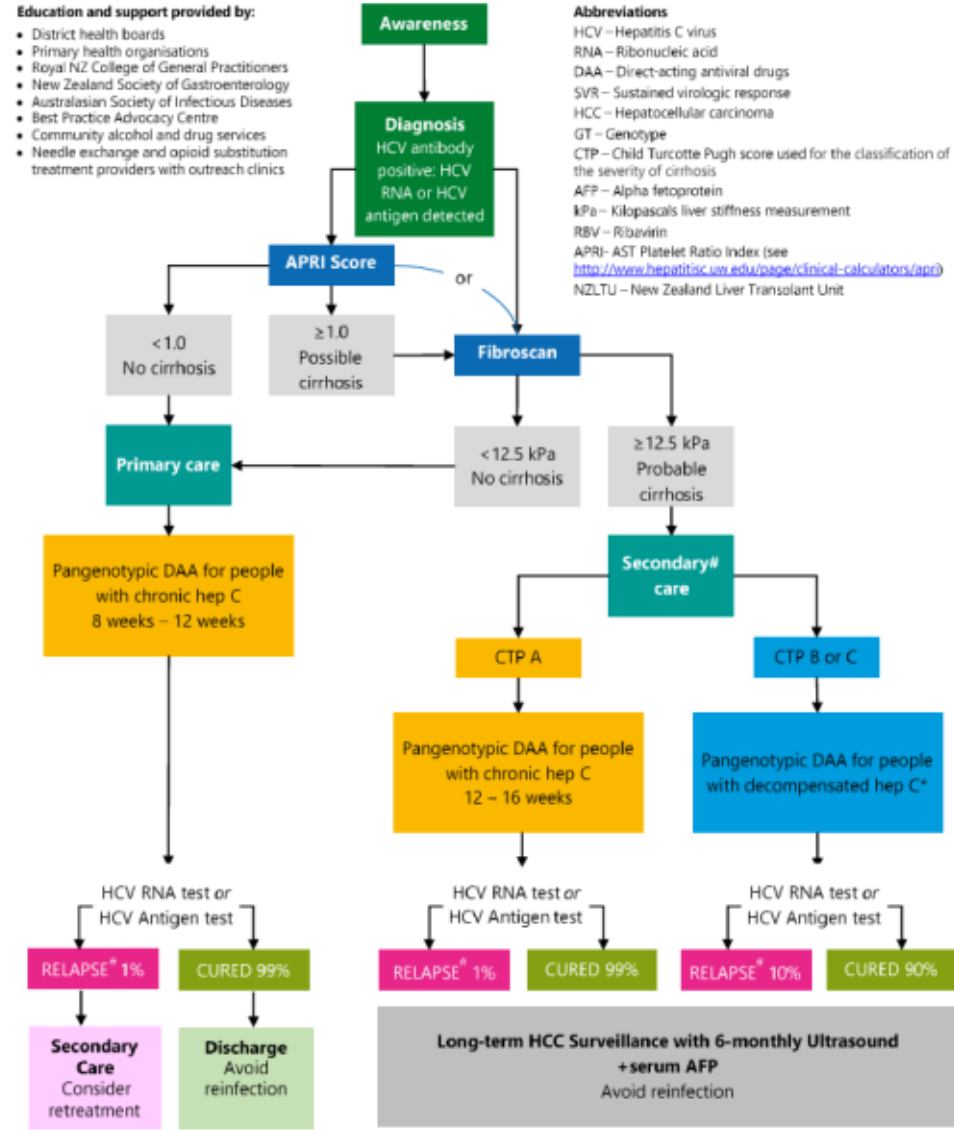 Education and support provided by:
• District health boards
• Primary health organisations
• Royal NZ College of General Practitioners
• New Zealand Society of Gastroenterology
• Australasian Society of Infectious Diseases
• Best Practice Advocacy Centre
• Community alcohol and drug services
• Needle exchange and opioid substitution
treatment providers with outreach clinics
Awareness
Abbreviations
HCV – Hepatitis C virus
RNA – Ribonucleic acid
DAA – Direct-acting antiviral drugs
SVR – Sustained virologic response
HCC – Hepatocellular carcinoma
GT – Genotype
CTP – Child Turcotte Pugh score used for the classification of
the severity of cirrhosis
AFP – Alpha fetoprotein
kPa – Kilopascals liver stiffness measurement
RBV – Ribavirin
APRI- AST Platelet Ratio Index (see
http://www.hepatitisc.uw.edu/page/clinical-calculators/apri)
NZLTU – New Zealand Liver Transplant Unit
Diagnosis
HCV antibody
positive: HCV
RNA or HCV
antigen detected
APRI Score
or
<1.0
No cirrhosis
≥1.0
Possible
cirrhosis
Fibroscan
Primary care
<12.5 kPa
No cirrhosis
≥12.5 kPa
Probable
cirrhosis
Pangenotypic DAA for people
with chronic hep C
8 weeks – 12 weeks
Secondary#
care
CTP A
CTP B or C
Pangenotypic DAA for people
with chronic hep C
12 – 16 weeks
Pangenotypic DAA for people
with decompensated hep C*
HCV RNA test or
HCV Antigen test
HCV RNA test or
HCV Antigen test
HCV RNA test or
HCV Antigen test
RELAPSE# 1%
CURED 99%
RELAPSE# 1%
CURED 99%
RELAPSE# 10%
CURED 90%
Secondary
Care
Consider
retreatment
Discharge
Avoid
reinfection
Long-term HCC Surveillance with 6-monthly Ultrasound
+serum AFP
Avoid reinfection